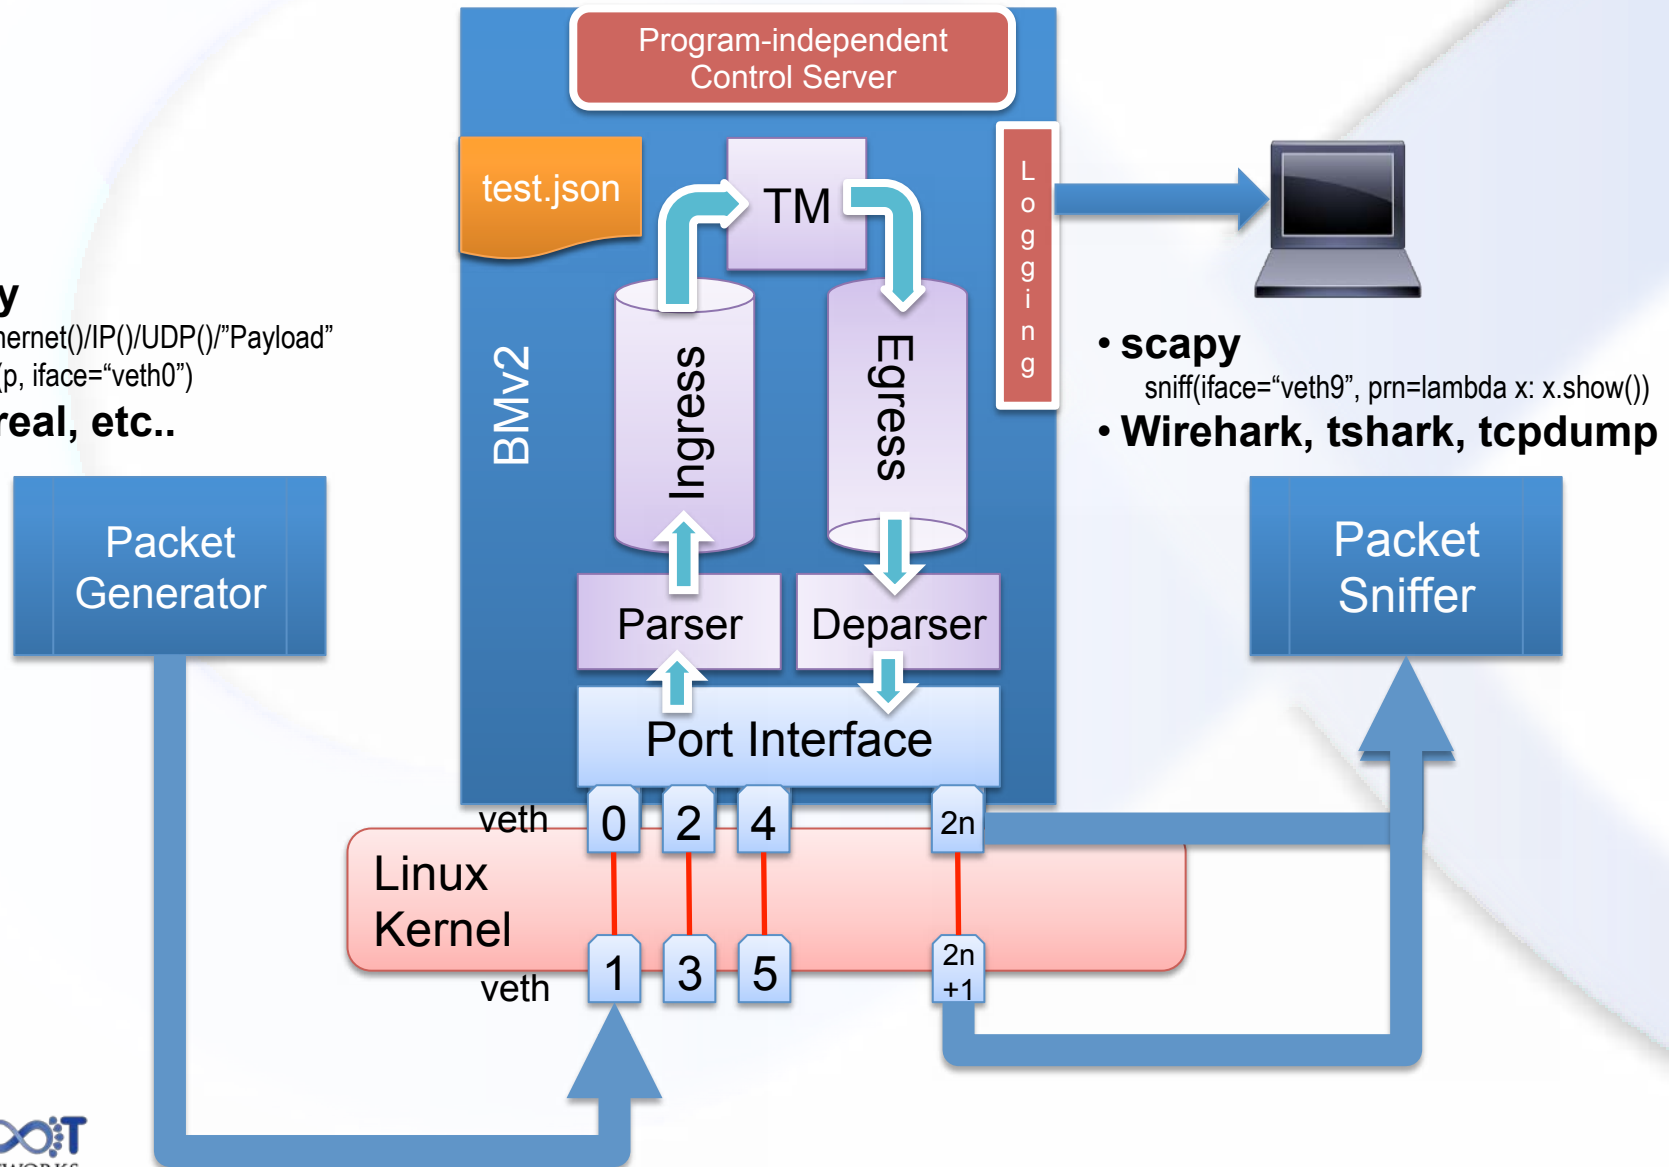 Program-independent
Control Server
test.json
TM
Logging
y
hernet()/IP()/UDP()/”Payload”
(p, iface=“veth0”)
real, etc..
BMv2
Ingress
Egress
• scapy
sniff(iface=“veth9”, prn=lambda x: x.show())
• Wirehark, tshark, tcpdump
Packet
Generator
Packet
Sniffer
Parser
Deparser
Port Interface
veth 0 2 4 2n
Linux
Kernel
veth 1 3 5 2n
+1